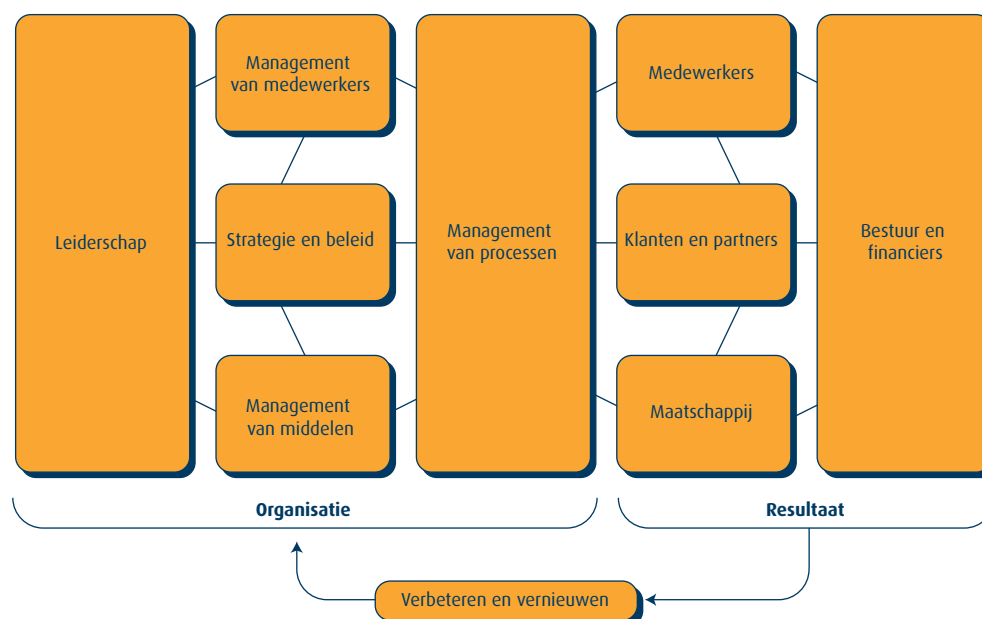 Leiderschap
Management
van medewerkers
Strategie en beleid
Management
van middelen
Management
van processen
Medewerkers
Klanten en partners
Maatschappij
Bestuur en
financiers
Organisatie
Resultaat
Verbeteren en vernieuwen